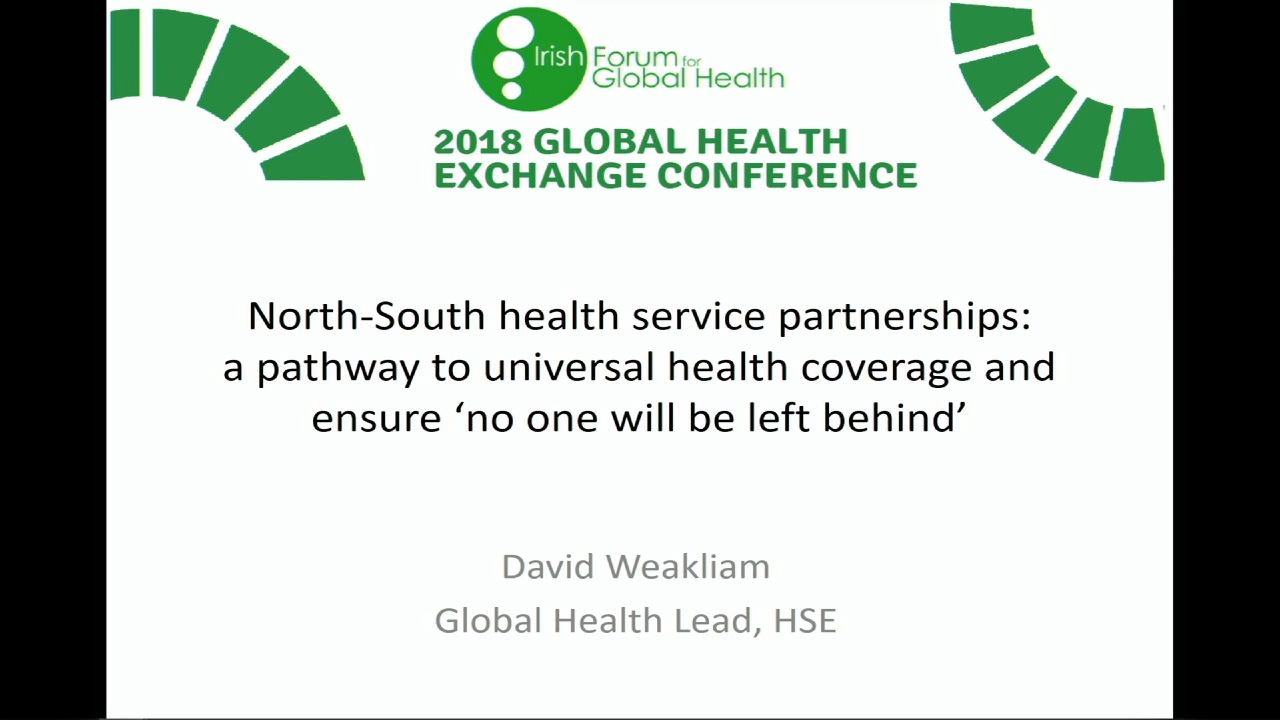 Irish Forum for
Global Health
2018 GLOBAL HEALTH
EXCHANGE CONFERENCE
North-South health service partnerships:
a pathway to universal health coverage and
ensure ‘no one will be left behind’
David Weakliam
Global Health Lead, HSE